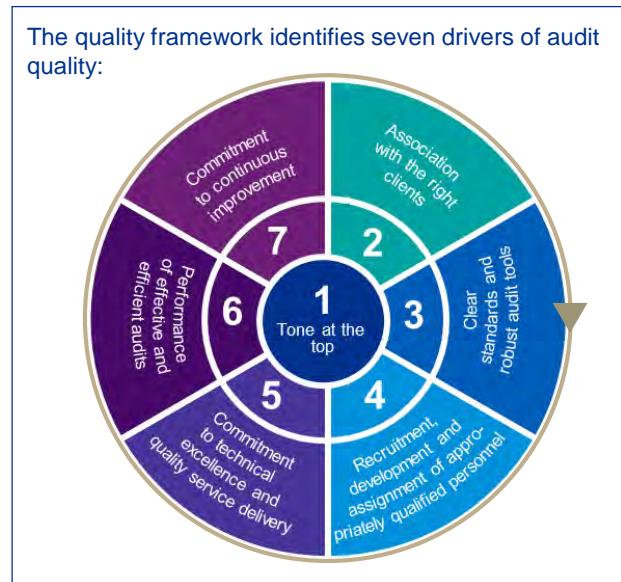 The quality framework identifies seven drivers of audit
quality:
1
Tone at the
top
2
Association
with the right
clients
3
Clear
standards and
robust audit tools
4
Recruitment,
development and
assignment of appro-
priately qualified personnel
5
Commitment
to technical
excellence and
quality service delivery
6
Performance
of effective and
efficient audits
7
Commitment
to continuous
improvement